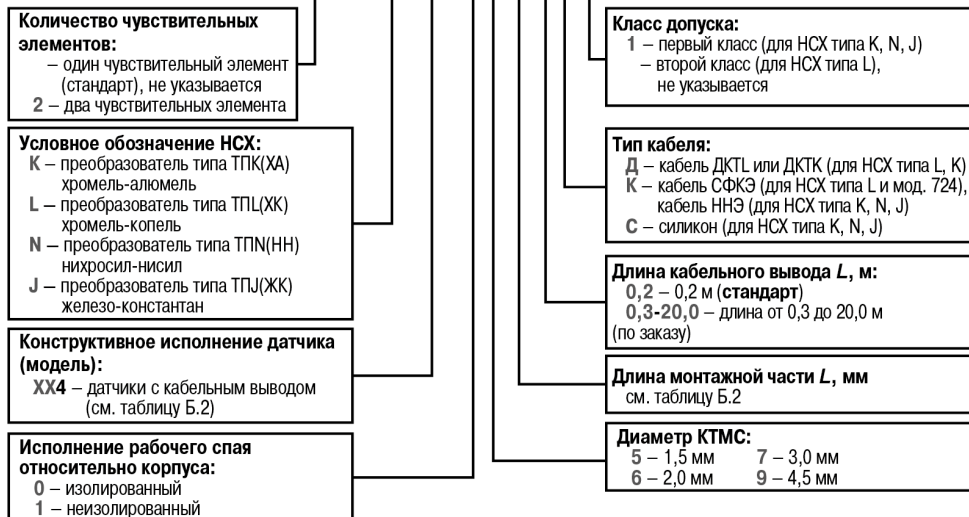 Количество чувствительных
элементов:
– один чувствительный элемент
(стандарт), не указывается
2 – два чувствительных элемента
Условное обозначение НСХ:
K – преобразователь типа ТПК(ХА)
хромель-алюмель
L – преобразователь типа ТПL(ХК)
хромель-копель
N – преобразователь типа ТПN(НН)
нихросил-нисил
J – преобразователь типа ТПJ(ЖК)
железо-константан
Конструктивное исполнение датчика
(модель):
XX4 – датчики с кабельным выводом
(см. таблицу Б.2)
Исполнение рабочего спая
относительно корпуса:
0 – изолированный
1 – неизолированный
Класс допуска:
1 – первый класс (для НСХ типа K, N, J)
– второй класс (для НСХ типа L),
не указывается
Тип кабеля:
Д – кабель ДКТL или ДКТК (для НСХ типа L, K)
К – кабель СФКЭ (для НСХ типа L и мод. 724),
кабель ННЭ (для НСХ типа K, N, J)
С – силикон (для НСХ типа K, N, J)
Длина кабельного вывода L, м:
0,2 – 0,2 м (стандарт)
0,3-20,0 – длина от 0,3 до 20,0 м
(по заказу)
Длина монтажной части L, мм
см. таблицу Б.2
Диаметр КТМС:
5 – 1,5 мм 7 – 3,0 мм
6 – 2,0 мм 9 – 4,5 мм